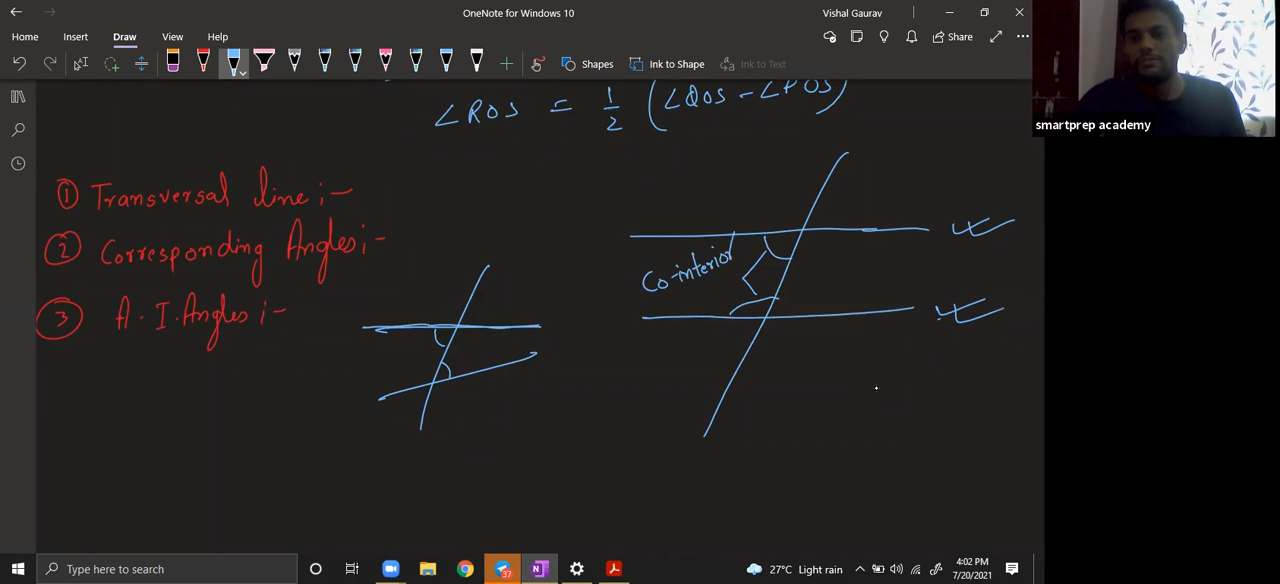 OneNote for Windows 10
Vishal Gaurav
Home Insert Draw View Help
Share
Shapes Ink to Shape Ink to Text
smartprep academy
∠ROS = 1/2 (∠QOS - ∠POS)
① Transversal line :-
② Corresponding Angles :-
③ A. I. Angles :-
Co-interior
Type here to search
37
27°C Light rain
4:02 PM
7/20/2021